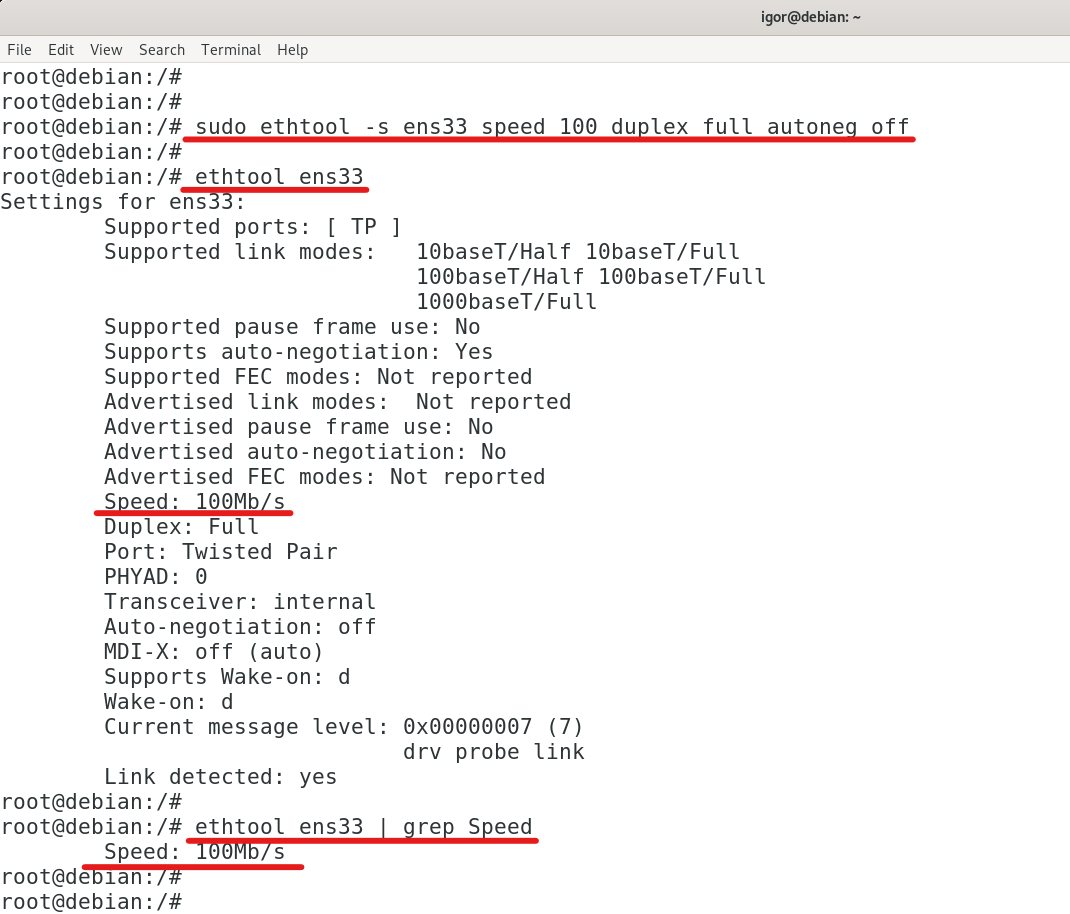 igor@debian: ~
File Edit View Search Terminal Help
root@debian:/#
root@debian:/#
root@debian:/# sudo ethtool -s ens33 speed 100 duplex full autoneg off
root@debian:/#
root@debian:/# ethtool ens33
Settings for ens33:
Supported ports: [ TP ]
Supported link modes: 10baseT/Half 10baseT/Full
100baseT/Half 100baseT/Full
1000baseT/Full
Supported pause frame use: No
Supports auto-negotiation: Yes
Supported FEC modes: Not reported
Advertised link modes: Not reported
Advertised pause frame use: No
Advertised auto-negotiation: No
Advertised FEC modes: Not reported
Speed: 100Mb/s
Duplex: Full
Port: Twisted Pair
PHYAD: 0
Transceiver: internal
Auto-negotiation: off
MDI-X: off (auto)
Supports Wake-on: d
Wake-on: d
Current message level: 0x00000007 (7)
drv probe link
Link detected: yes
root@debian:/#
root@debian:/# ethtool ens33 | grep Speed
Speed: 100Mb/s
root@debian:/#
root@debian:/#